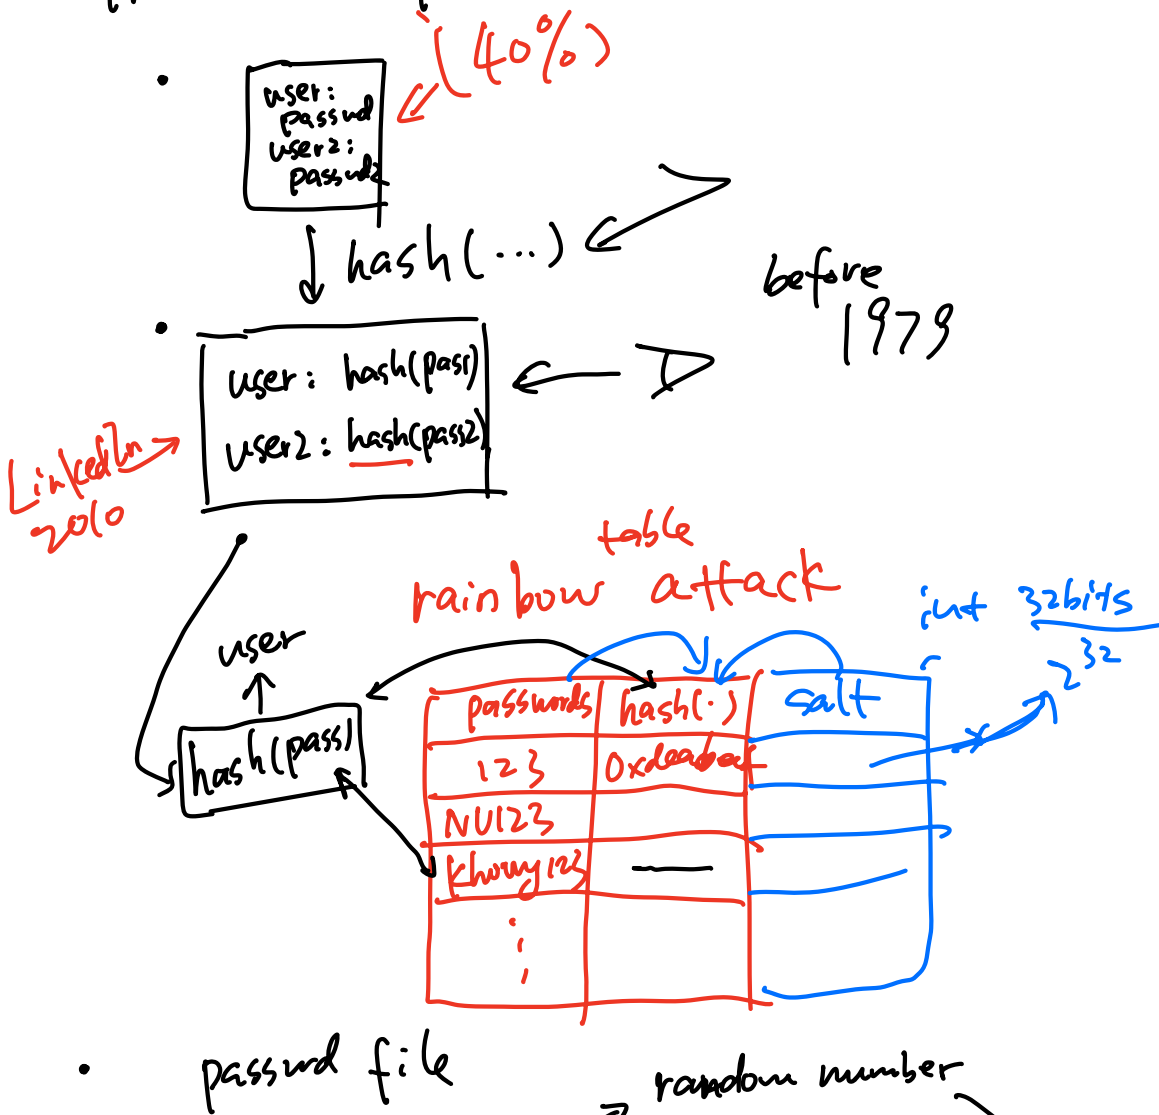 (40%)
user:
passwd
user2:
passwd2
hash(...)
before
1979
user: hash(pass)
user2: hash(pass2)
LinkedIn
2010
table
rainbow attack
int 32bits
2^32
user
hash(pass)
passwords hash(.) salt
123 0xdeadbeef
NU123
khoury123
passwd file
random number